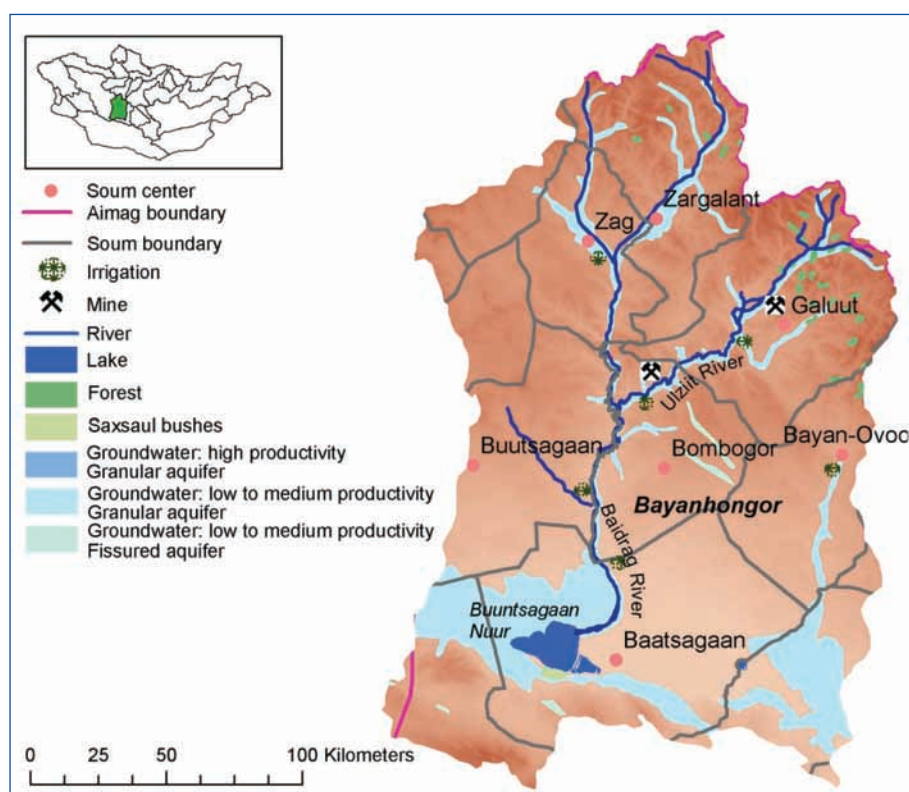 Soum center
Aimag boundary
Soum boundary
Irrigation
Mine
River
Lake
Forest
Saxsaul bushes
Groundwater: high productivity
Granular aquifer
Groundwater: low to medium productivity
Granular aquifer
Groundwater: low to medium productivity
Fissured aquifer
0 25 50 100 Kilometers
Zargalant
Zag
Galuut
Ulzlit River
Buutsagaan
Bombogor
Bayan-Ovoo
Bayanhongor
Baidrag River
Buuntsagaan
Nuur
Baatsagaan